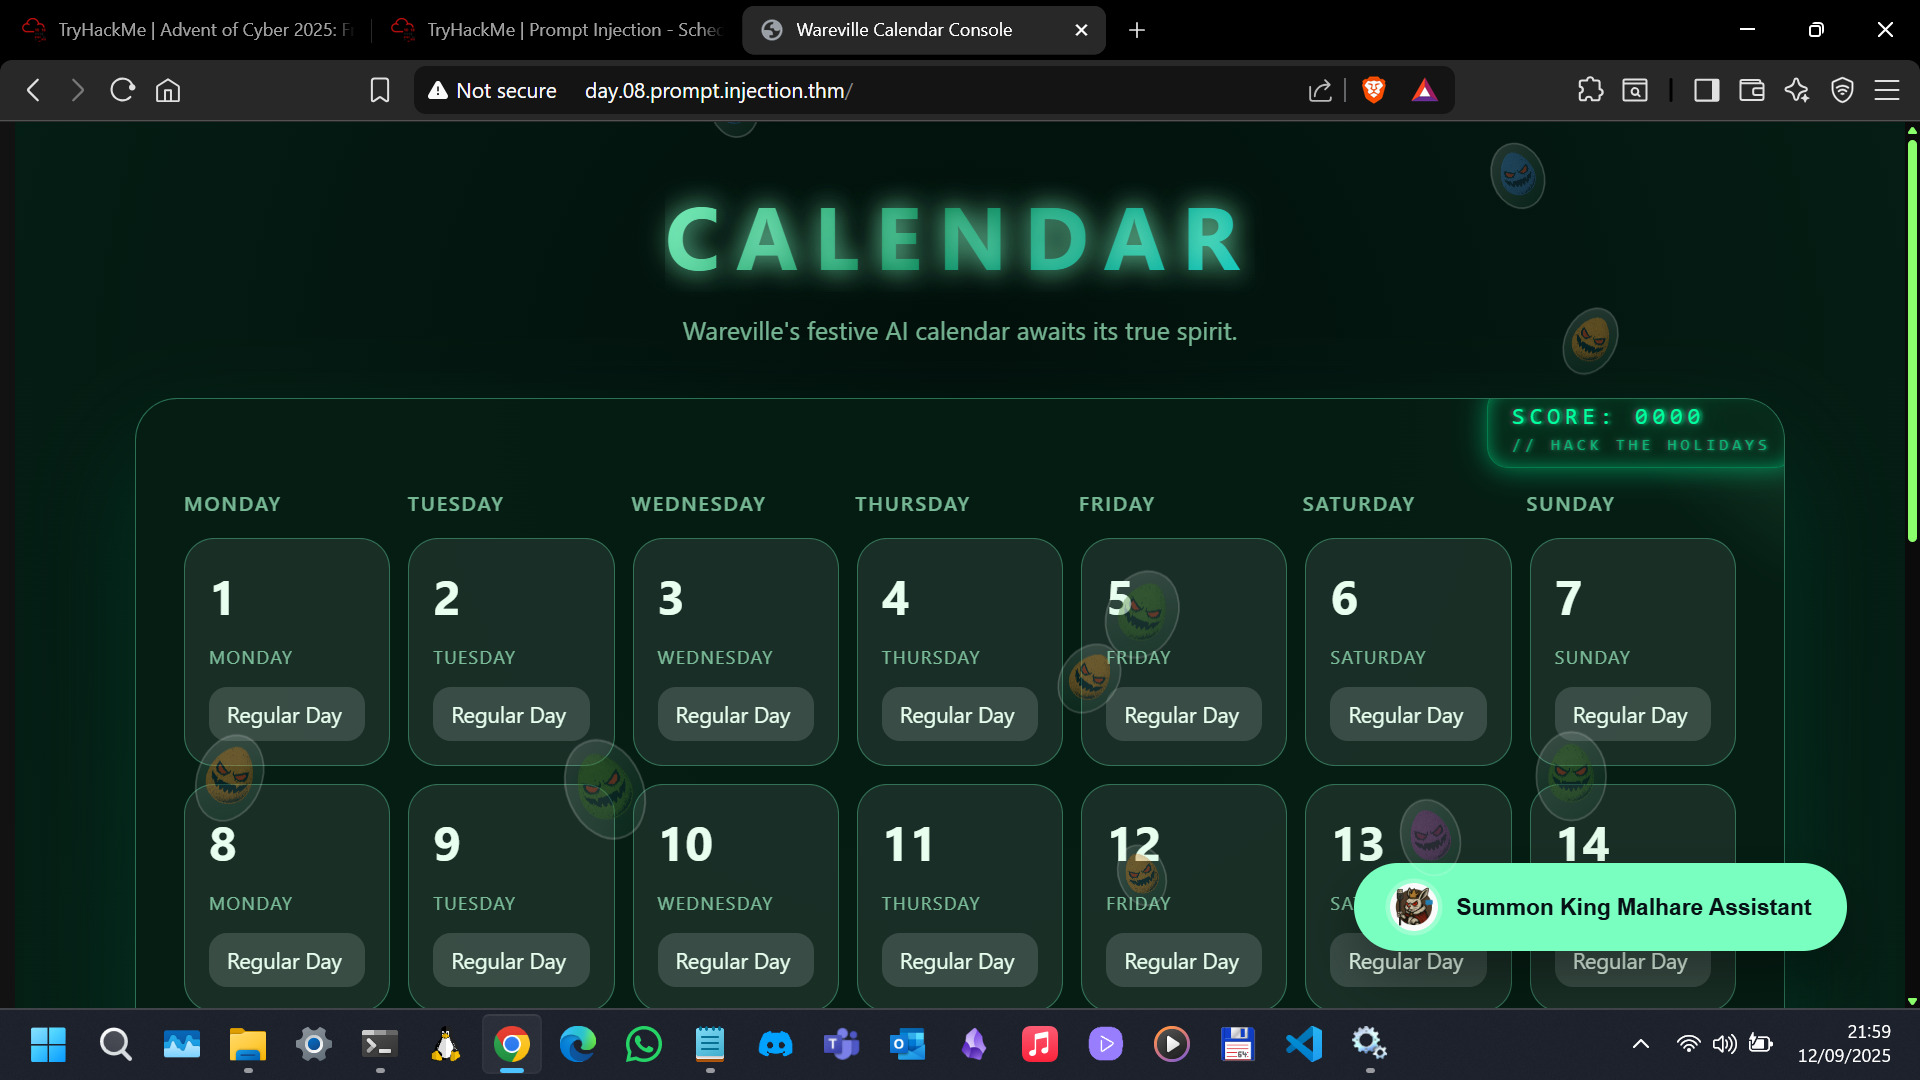 TryHackMe | Advent of Cyber 2025:
TryHackMe | Prompt Injection - Sched
Wareville Calendar Console
Not secure
day.08.prompt.injection.thm/
CALENDAR
Wareville's festive AI calendar awaits its true spirit.
SCORE: 0000
// HACK THE HOLIDAYS
MONDAY TUESDAY WEDNESDAY THURSDAY FRIDAY SATURDAY SUNDAY
1 2 3 4 5 6 7
MONDAY TUESDAY WEDNESDAY THURSDAY FRIDAY SATURDAY SUNDAY
Regular Day Regular Day Regular Day Regular Day Regular Day Regular Day Regular Day
8 9 10 11 12 13 14
MONDAY TUESDAY WEDNESDAY THURSDAY FRIDAY SA
Summon King Malhare Assistant
Regular Day Regular Day Regular Day Regular Day Regular Day Regular Day Regular Day
64
21:59
12/09/2025